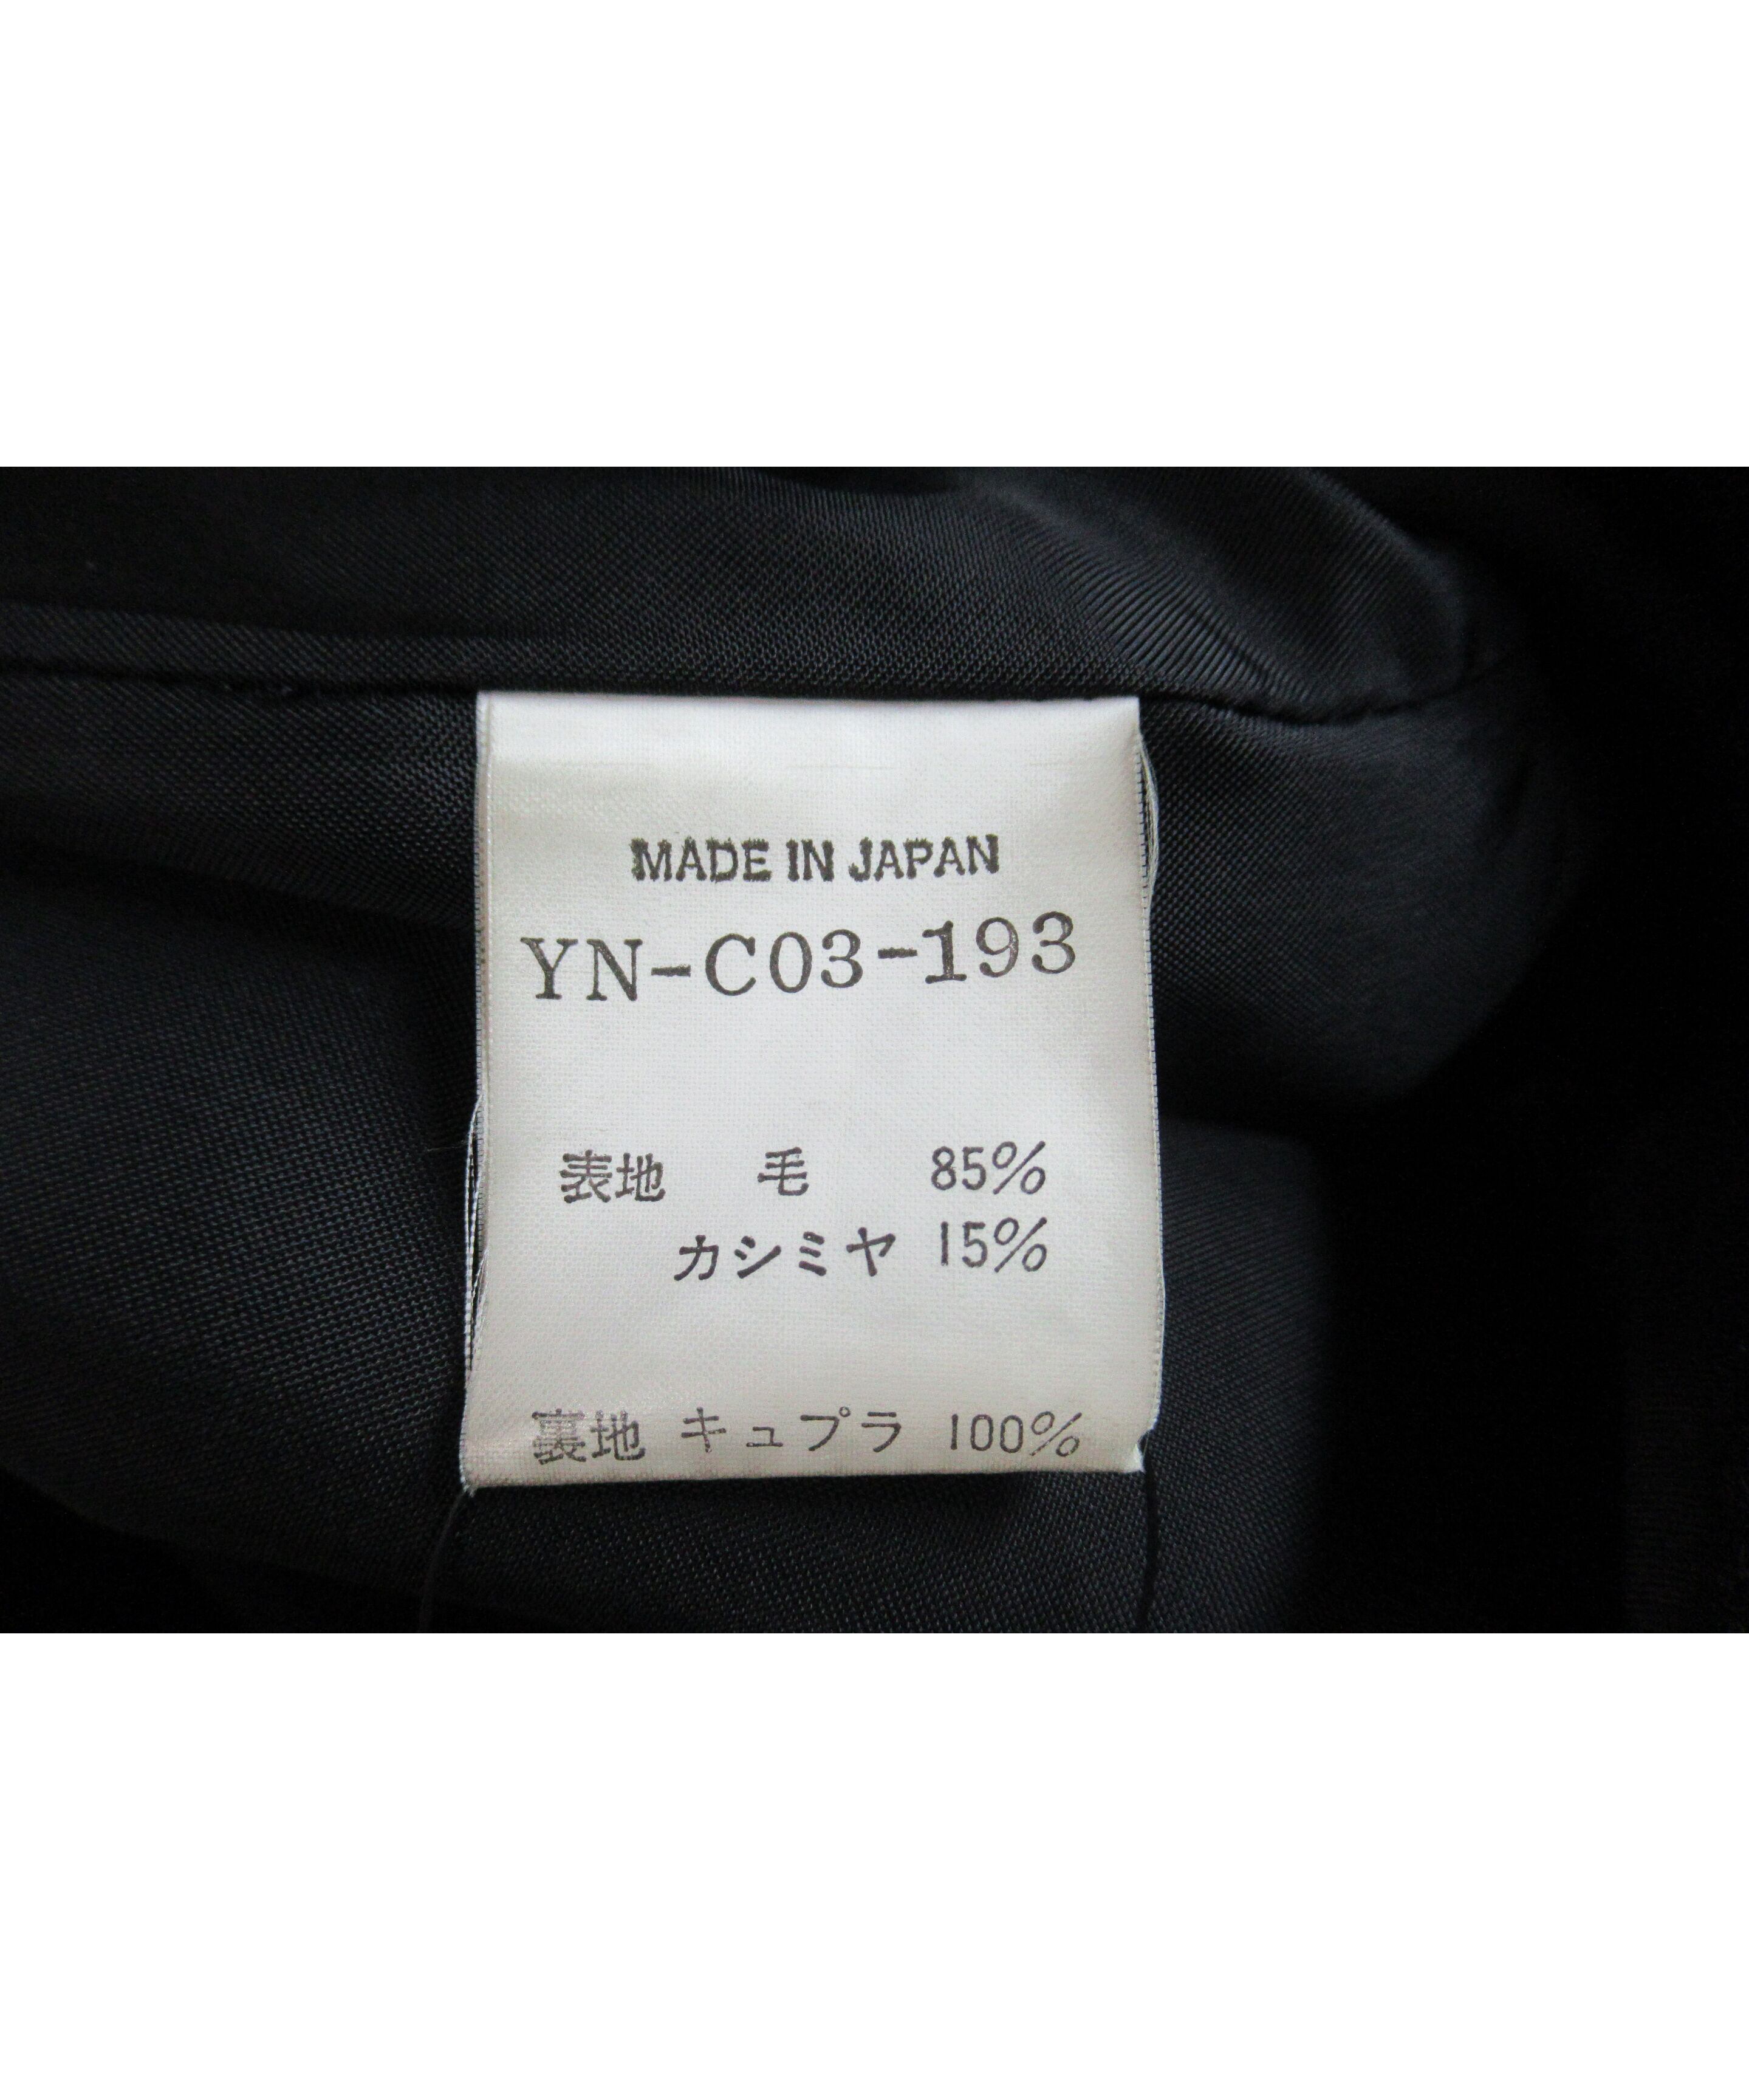 MADE IN JAPAN
YN-C03-193
表地 毛 85%
カシミヤ 15%
裏地 キュプラ 100%